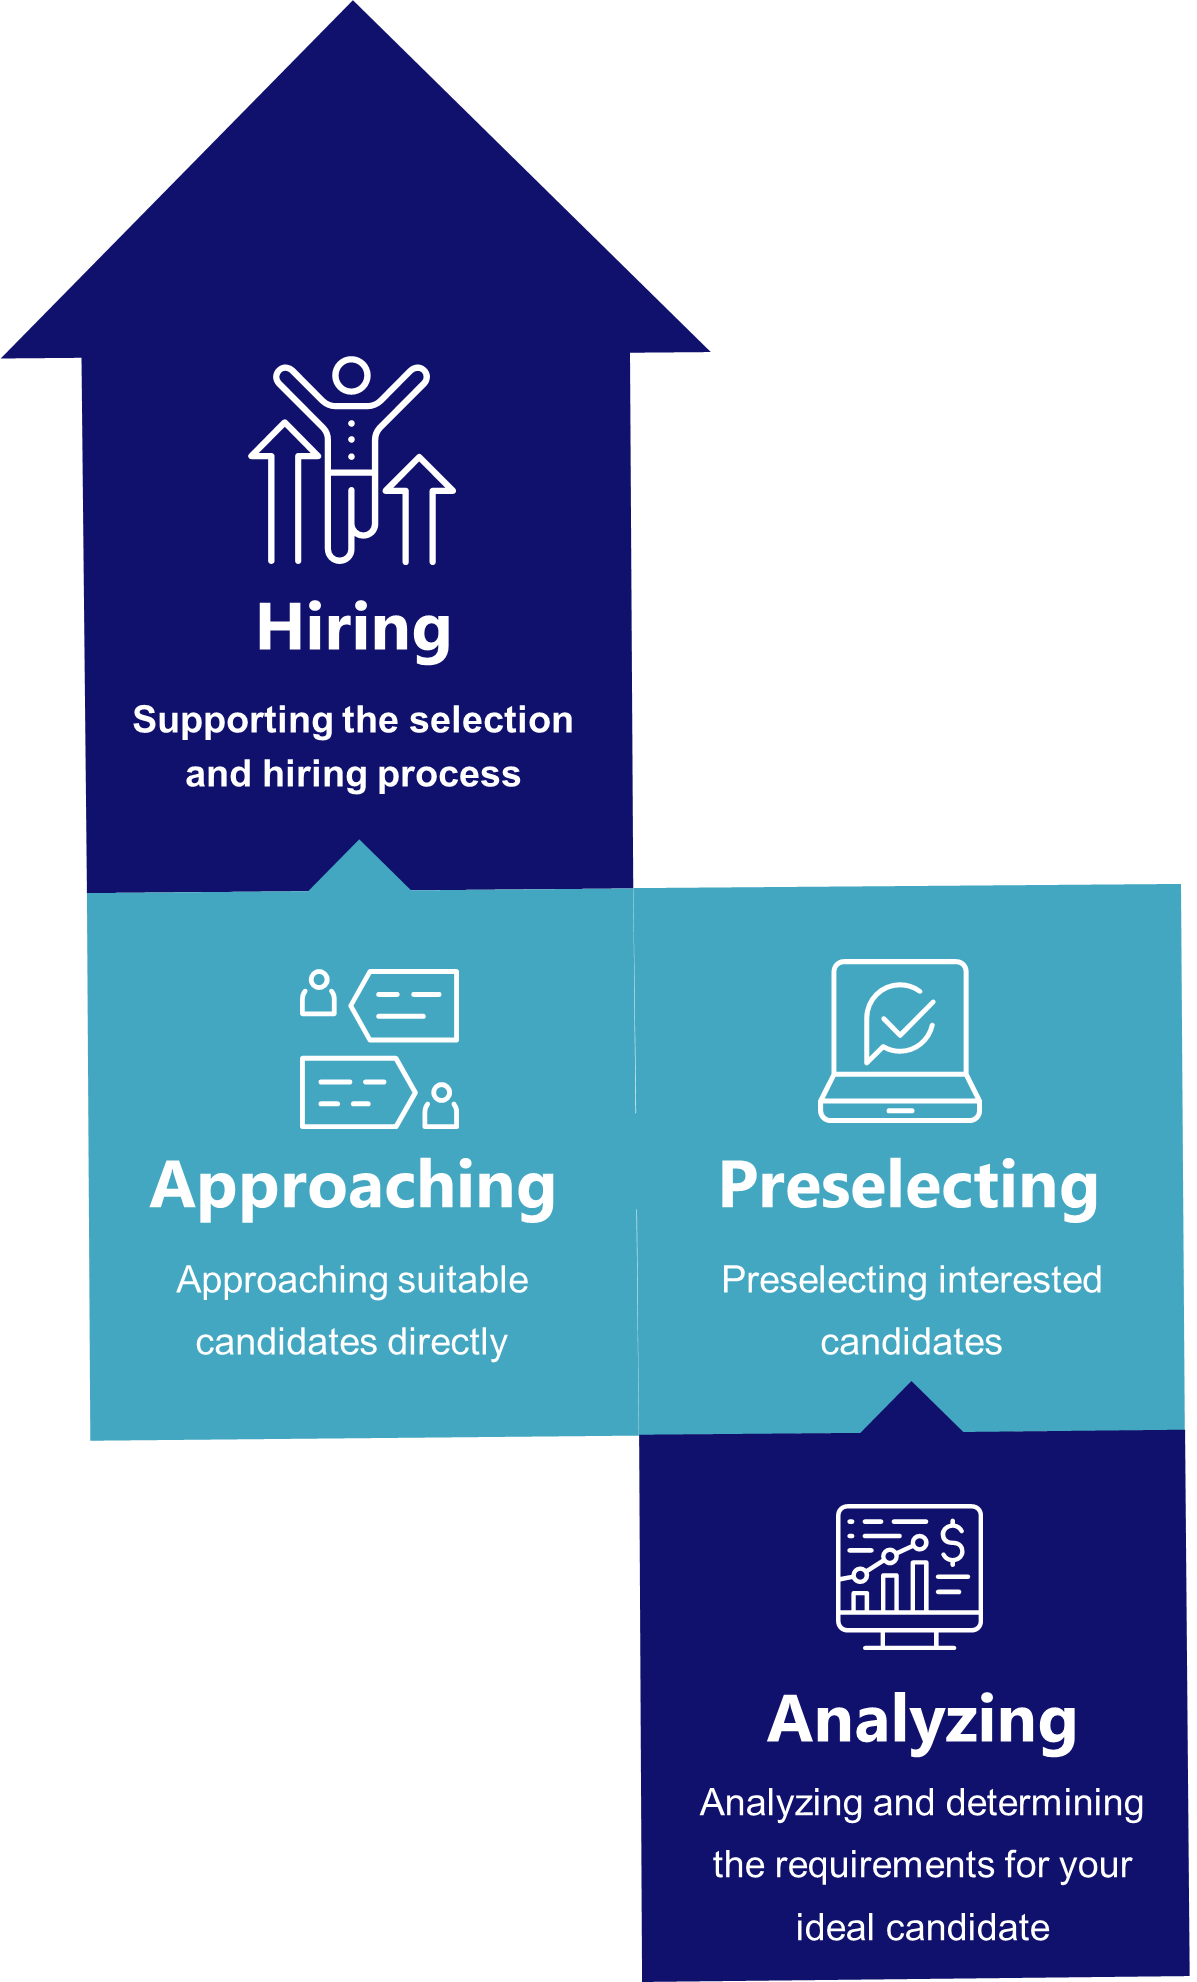 Hiring
Supporting the selection
and hiring process
Approaching
Approaching suitable
candidates directly
Preselecting
Preselecting interested
candidates
$
Analyzing
Analyzing and determining
the requirements for your
ideal candidate